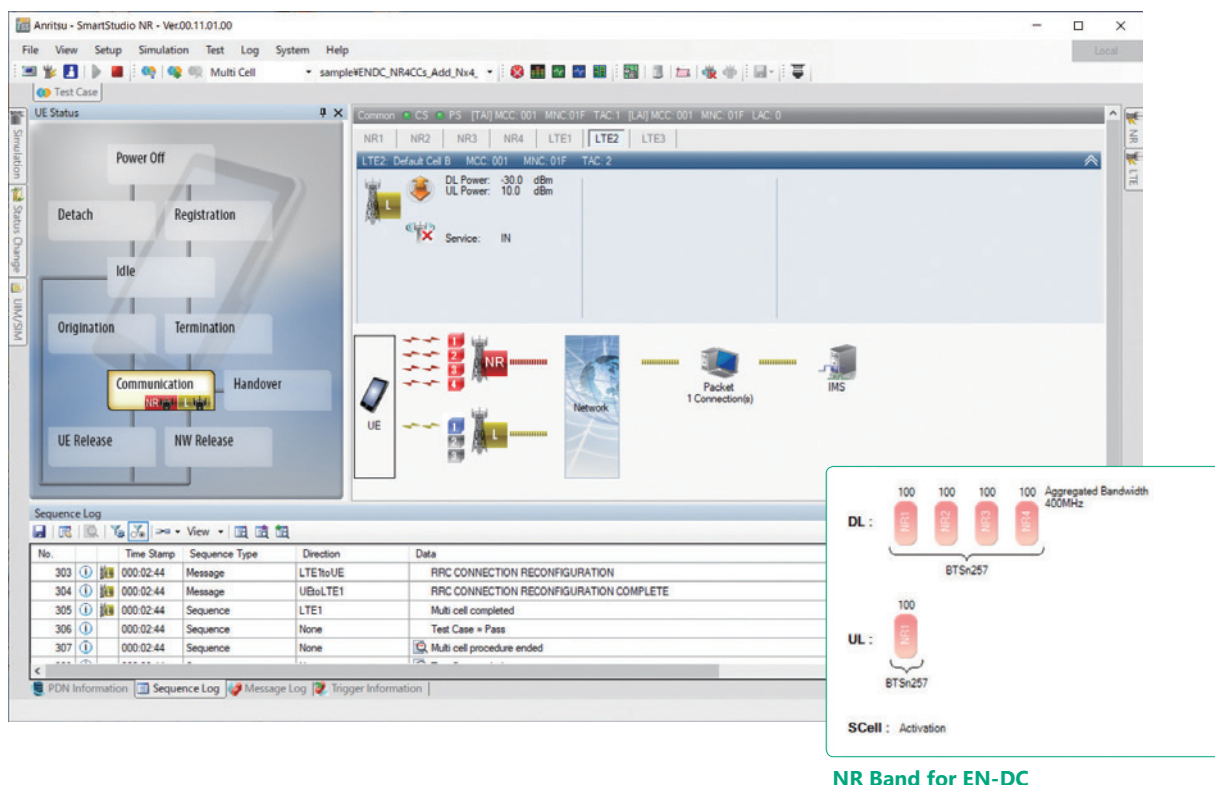 Anritsu - SmartStudio NR - Ver.00.11.01.00
File View Setup Simulation Test Log System Help
Local
Multi Cell
sample¥ENDC_NR4CCs_Add_Nx4_
Test Case
UE Status
Simulation
Status Change
UIM/SIM
Power Off
Detach
Registration
Idle
Origination
Termination
Communication
NR
L
Handover
UE Release
NW Release
Common CS PS [TAI] MCC: 001 MNC:01F TAC:1 [LAI] MCC: 001 MNC: 01F LAC: 0
NR1 NR2 NR3 NR4 LTE1 LTE2 LTE3
LTE2: Default Cell B MCC: 001 MNC: 01F TAC: 2
L
DL Power: -30.0 dBm
UL Power: 10.0 dBm
Service: IN
NR
LTE
UE
1
2
3
4
NR
1
2
3
L
Network
Packet
1 Connection(s)
IMS
Sequence Log
View
No. Time Stamp Sequence Type Direction Data
303 000:02:44 Message LTE1toUE RRC CONNECTION RECONFIGURATION
304 000:02:44 Message UEtoLTE1 RRC CONNECTION RECONFIGURATION COMPLETE
305 000:02:44 Sequence LTE1 Multi cell completed
306 000:02:44 Sequence None Test Case = Pass
307 000:02:44 Sequence None Multi cell procedure ended
PDN Information Sequence Log Message Log Trigger Information
100 100 100 100 Aggregated Bandwidth
400MHz
DL :
NR1 NR2 NR3 NR4
BTSn257
100
UL :
NR1
BTSn257
SCell : Activation
NR Band for EN-DC